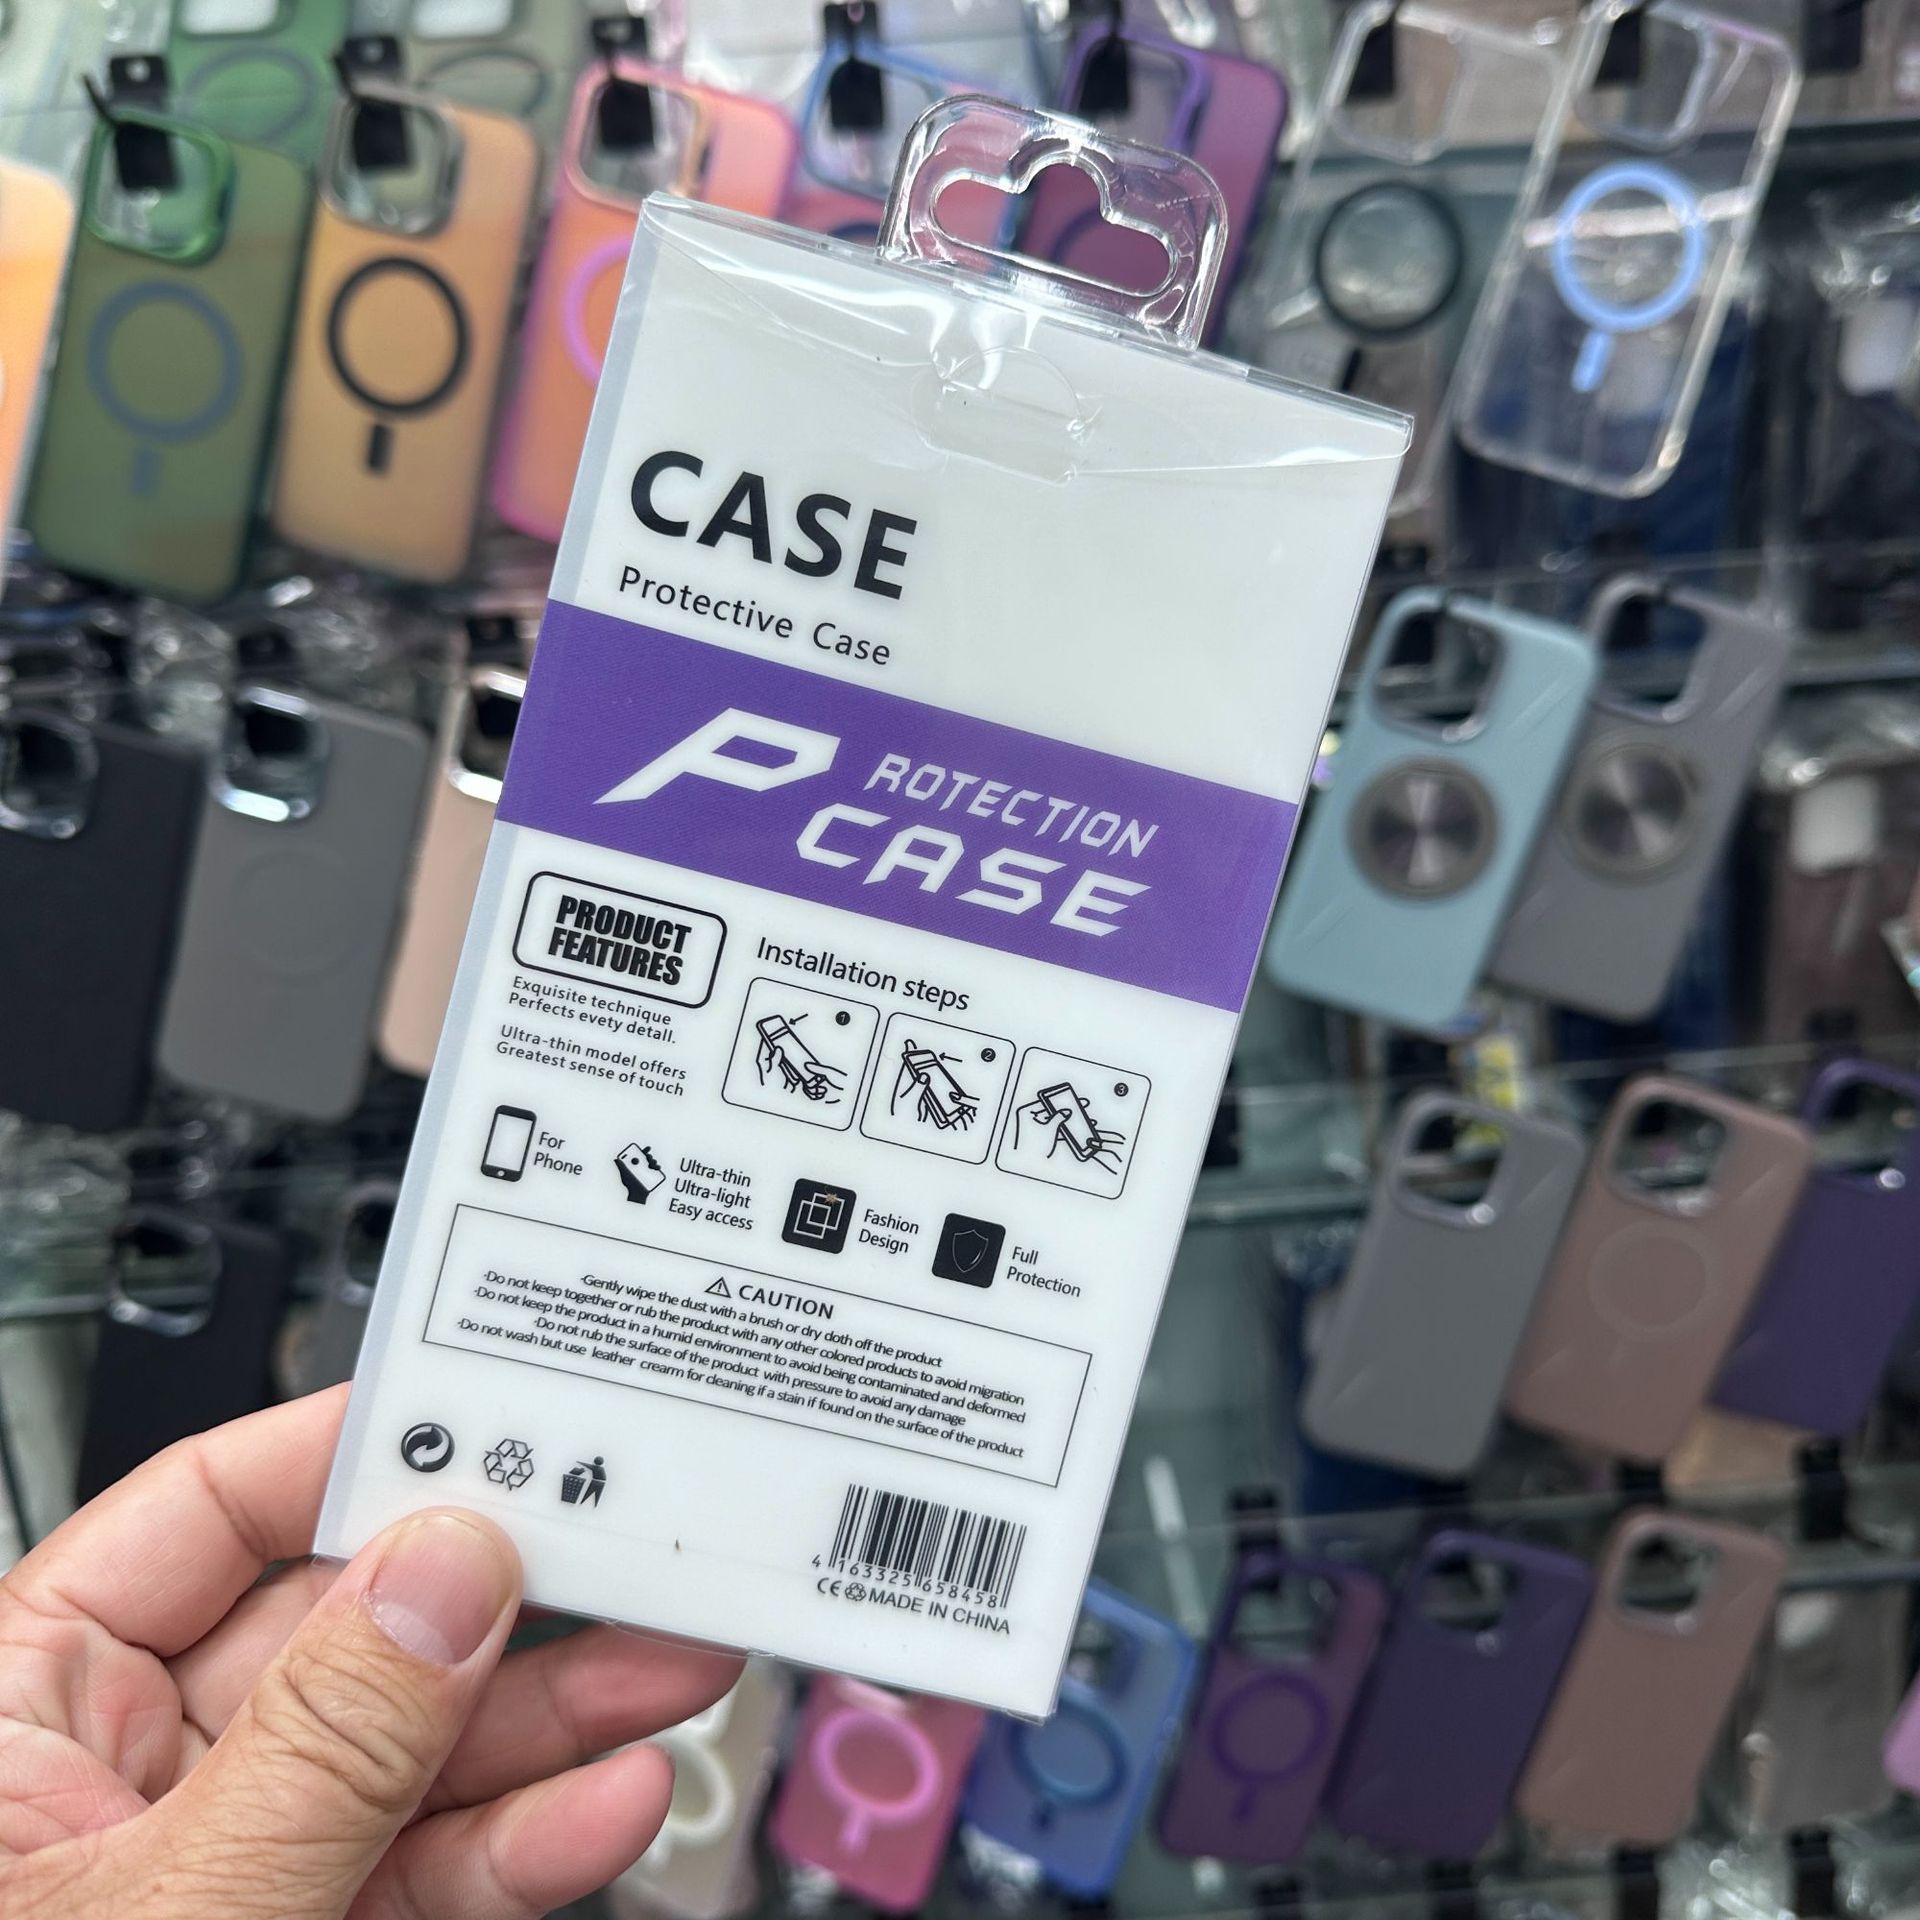 CASE
Protective Case
PROTECTION
CASE
PRODUCT
FEATURES
Exquisite technique
Perfects evety detail.
Ultra-thin model offers
Greatest sense of touch
Installation steps
1
2
3
For
Phone
Ultra-thin
Ultra-light
Easy access
Fashion
Design
Full
Protection
CAUTION
·Gently wipe the dust with a brush or dry doth off the product
·Do not keep together or rub the product with any other colored products to avoid migration
·Do not keep the product in a humid environment to avoid being contaminated and deformed
·Do not rub the surface of the product with pressure to avoid any damage
·Do not wash but use leather crearm for cleaning if a stain if found on the surface of the product
4 163325 658458
CE MADE IN CHINA